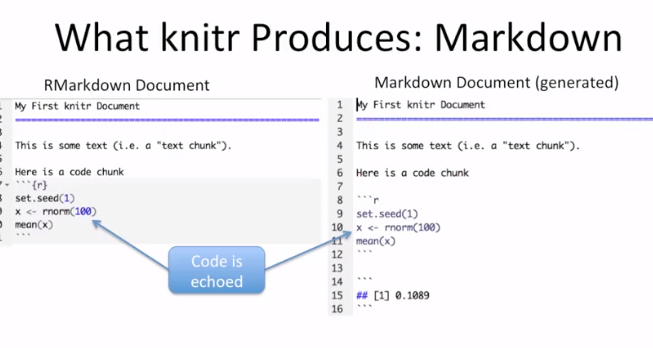 What knitr Produces: Markdown
RMarkdown Document
My First knitr Document
===========================================================
This is some text (i.e. a "text chunk").
Here is a code chunk
```{r}
set.seed(1)
x <- rnorm(100)
mean(x)
```
Code is
echoed
Markdown Document (generated)
1 My First knitr Document
2 ===========================================================
3
4 This is some text (i.e. a "text chunk").
5
6 Here is a code chunk
7
8 ```r
9 set.seed(1)
10 x <- rnorm(100)
11 mean(x)
12 ```
13
14 ```
15 ## [1] 0.1089
16 ```